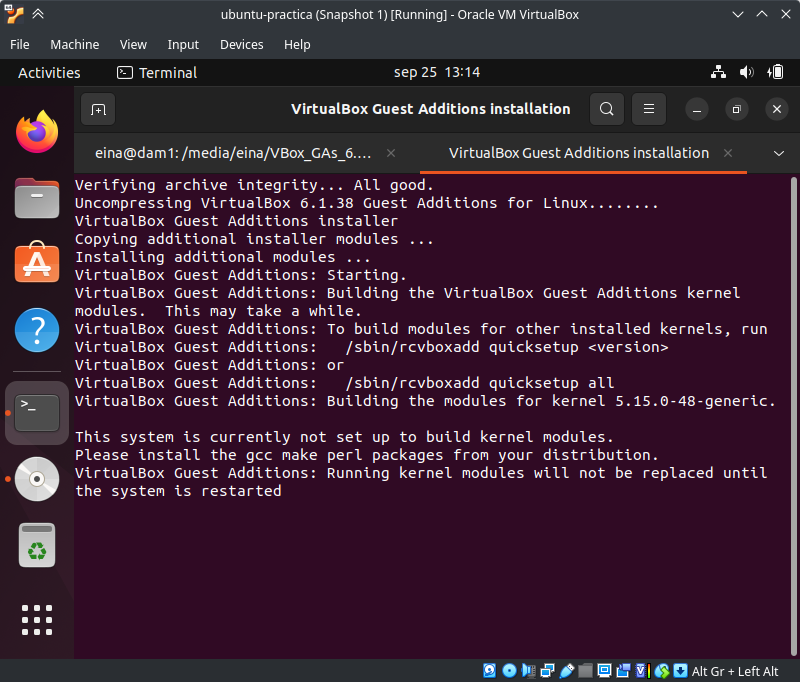 ubuntu-practica (Snapshot 1) [Running] - Oracle VM VirtualBox
File Machine View Input Devices Help
Activities Terminal sep 25 13:14
VirtualBox Guest Additions installation
eina@dam1: /media/eina/VBox_GAs_6.... VirtualBox Guest Additions installation
Verifying archive integrity... All good.
Uncompressing VirtualBox 6.1.38 Guest Additions for Linux........
VirtualBox Guest Additions installer
Copying additional installer modules ...
Installing additional modules ...
VirtualBox Guest Additions: Starting.
VirtualBox Guest Additions: Building the VirtualBox Guest Additions kernel
modules.  This may take a while.
VirtualBox Guest Additions: To build modules for other installed kernels, run
VirtualBox Guest Additions:   /sbin/rcvboxadd quicksetup <version>
VirtualBox Guest Additions: or
VirtualBox Guest Additions:   /sbin/rcvboxadd quicksetup all
VirtualBox Guest Additions: Building the modules for kernel 5.15.0-48-generic.
This system is currently not set up to build kernel modules.
Please install the gcc make perl packages from your distribution.
VirtualBox Guest Additions: Running kernel modules will not be replaced until
the system is restarted
Alt Gr + Left Alt